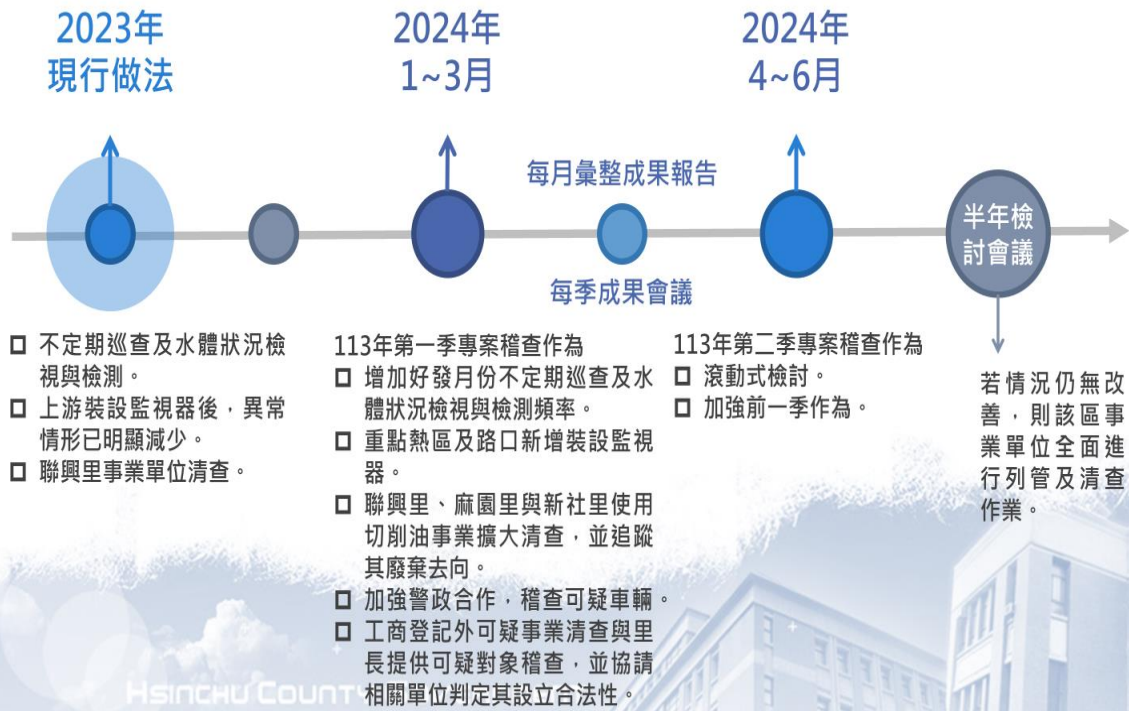 2023年
現行做法
2024年
1~3月
2024年
4~6月
每月彙整成果報告
每季成果會議
半年檢
討會議
□ 不定期巡查及水體狀況檢
視與檢測。
□ 上游裝設監視器後，異常
情形已明顯減少。
□ 聯興里事業單位清查。
113年第一季專案稽查作為
□ 增加好發月份不定期巡查及水
體狀況檢視與檢測頻率。
□ 重點熱區及路口新增裝設監視
器。
□ 聯興里、麻園里與新社里使用
切削油事業擴大清查，並追蹤
其廢棄去向。
□ 加強警政合作，稽查可疑車輛。
□ 工商登記外可疑事業清查與里
長提供可疑對象稽查，並協請
相關單位判定其設立合法性。
113年第二季專案稽查作為
□ 滾動式檢討。
□ 加強前一季作為。
若情況仍無改
善，則該區事
業單位全面進
行列管及清查
作業。
HSINCHU COUNTY